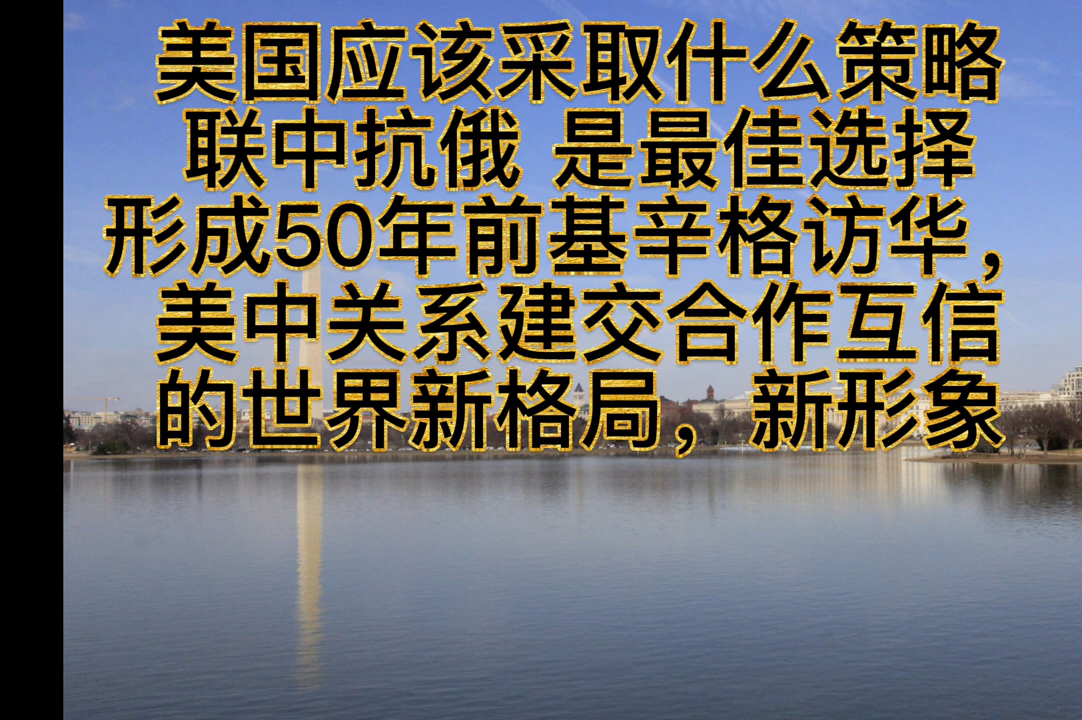 美国应该采取什么策略
联中抗俄 是最佳选择
形成50年前基辛格访华，
美中关系建交合作互信
的世界新格局，新形象